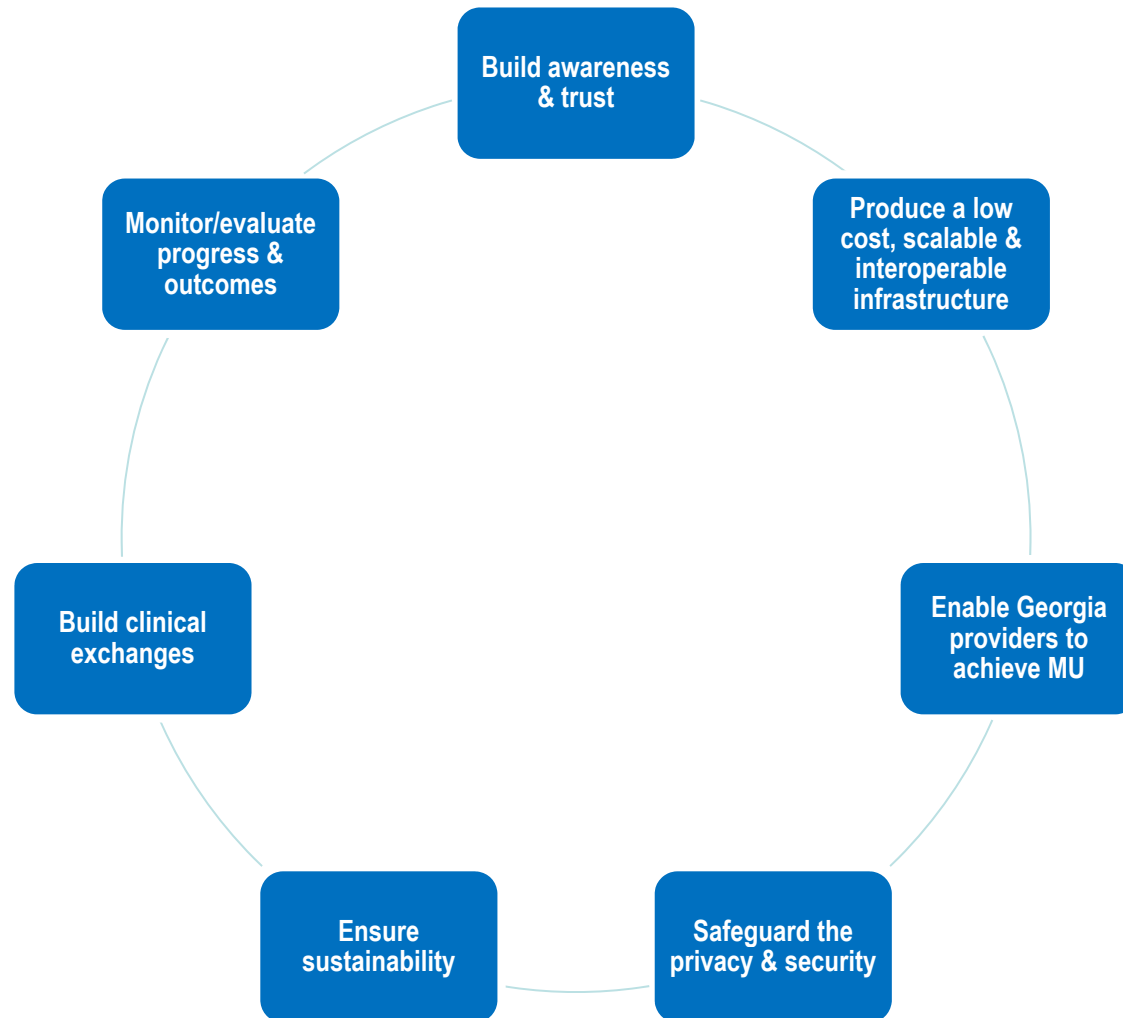 Build awareness
& trust
Produce a low
cost, scalable &
interoperable
infrastructure
Enable Georgia
providers to
achieve MU
Safeguard the
privacy & security
Ensure
sustainability
Build clinical
exchanges
Monitor/evaluate
progress &
outcomes